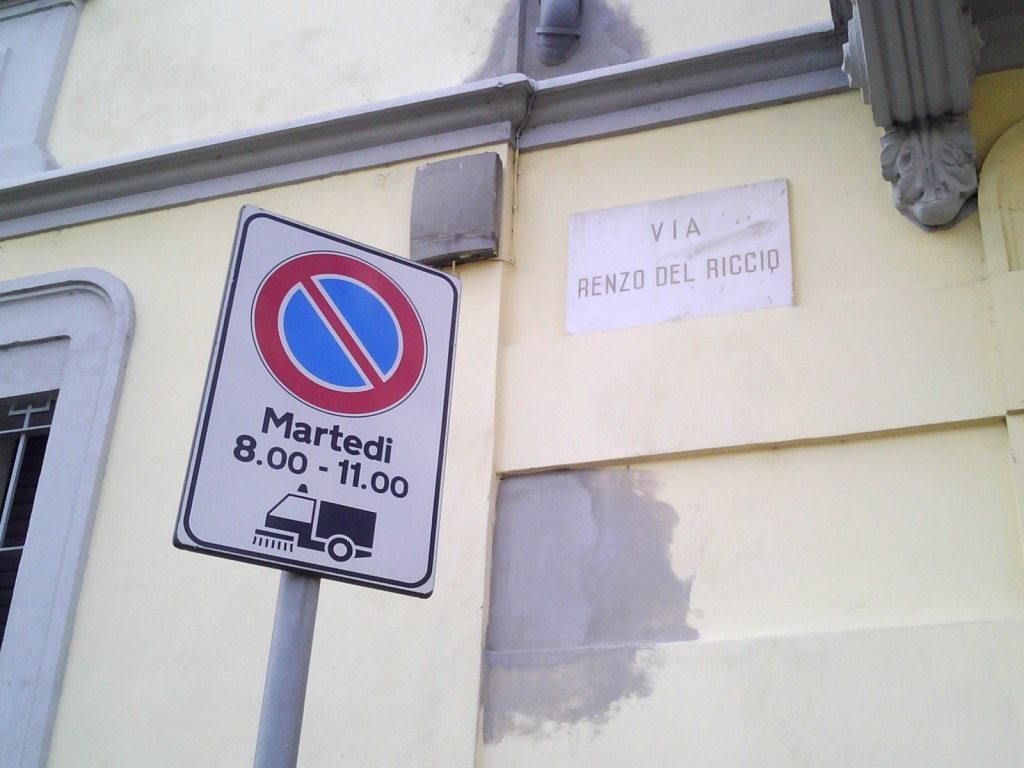 Martedi
8.00 - 11.00
VIA
RENZO DEL RICCIO